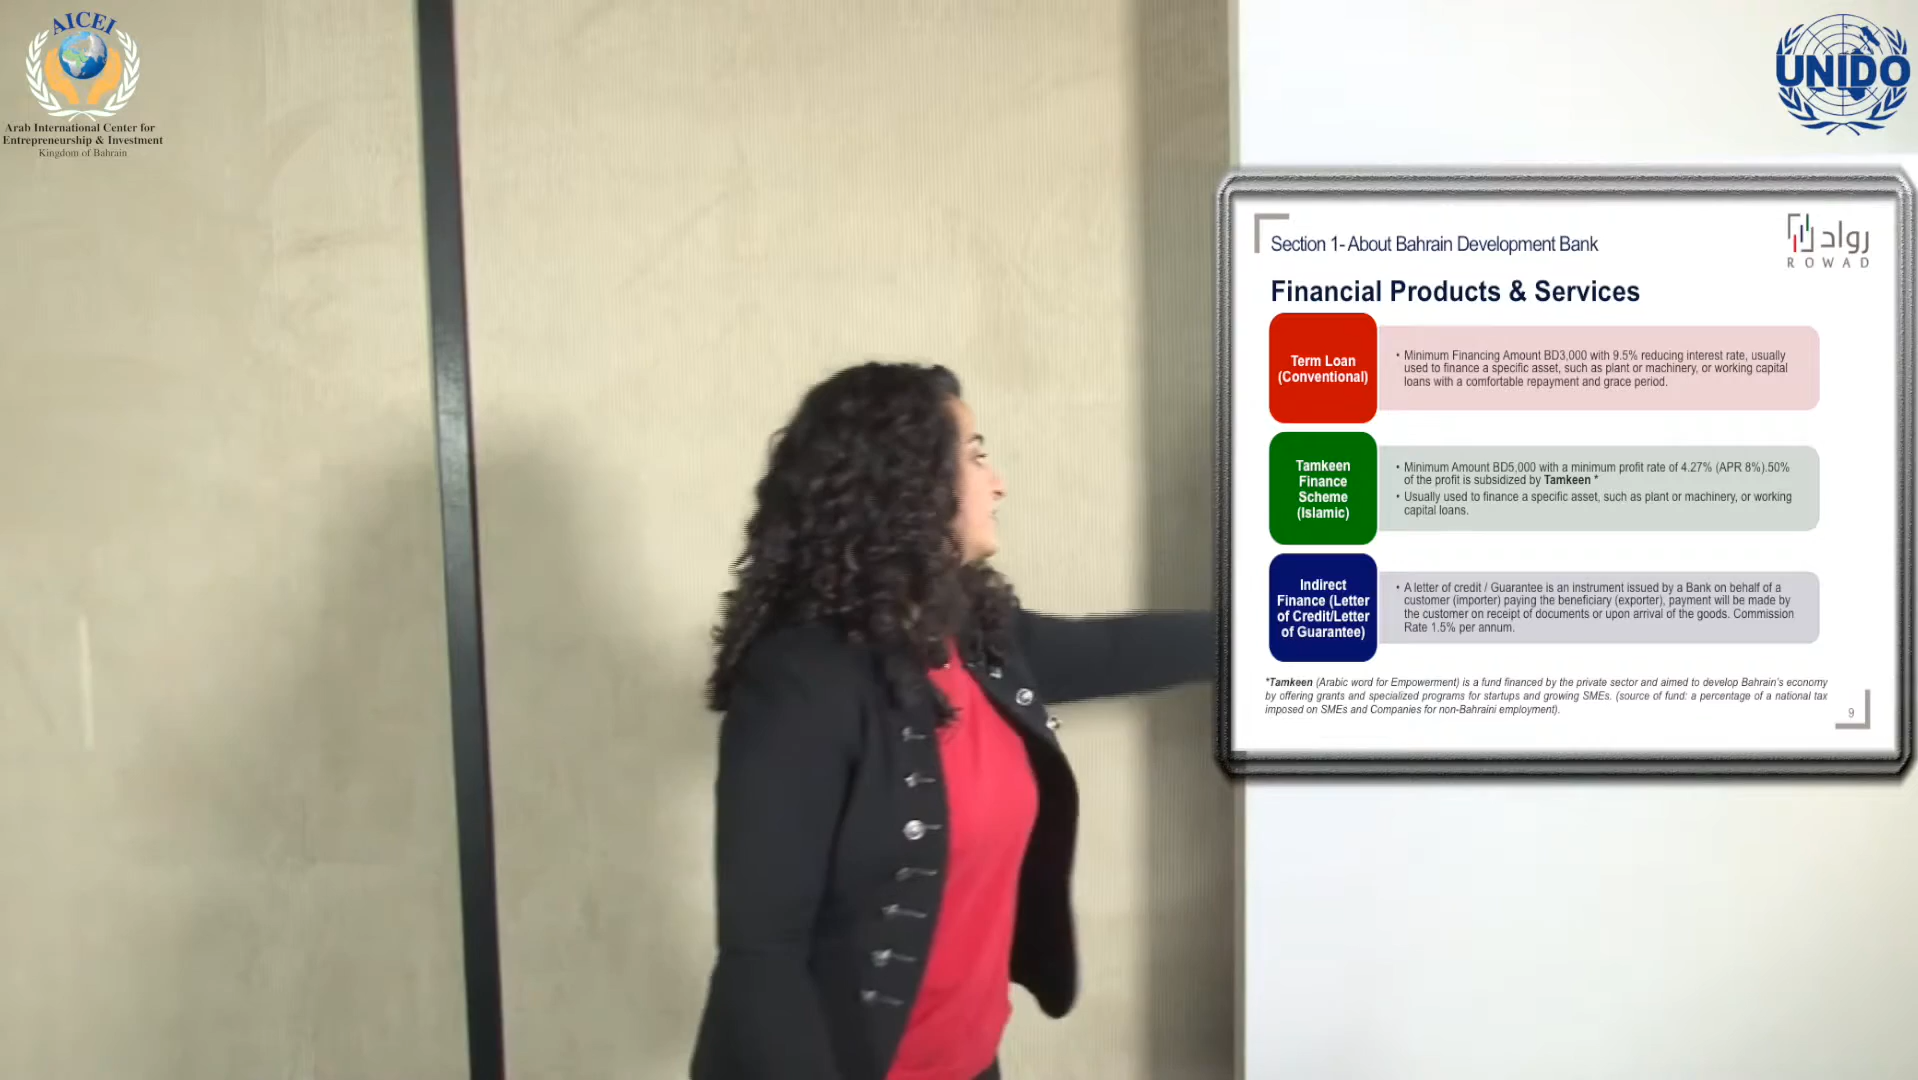 AICEI
Arab International Center for
Entrepreneurship & Investment
Kingdom of Bahrain
UNIDO
Section 1- About Bahrain Development Bank
رواد
ROWAD
Financial Products & Services
Term Loan
(Conventional)
• Minimum Financing Amount BD3,000 with 9.5% reducing interest rate, usually
used to finance a specific asset, such as plant or machinery, or working capital
loans with a comfortable repayment and grace period.
Tamkeen
Finance
Scheme
(Islamic)
• Minimum Amount BD5,000 with a minimum profit rate of 4.27% (APR 8%).50%
of the profit is subsidized by Tamkeen *
• Usually used to finance a specific asset, such as plant or machinery, or working
capital loans.
Indirect
Finance (Letter
of Credit/Letter
of Guarantee)
• A letter of credit / Guarantee is an instrument issued by a Bank on behalf of a
customer (importer) paying the beneficiary (exporter), payment will be made by
the customer on receipt of documents or upon arrival of the goods. Commission
Rate 1.5% per annum.
*Tamkeen (Arabic word for Empowerment) is a fund financed by the private sector and aimed to develop Bahrain's economy
by offering grants and specialized programs for startups and growing SMEs. (source of fund: a percentage of a national tax
imposed on SMEs and Companies for non-Bahraini employment).
9